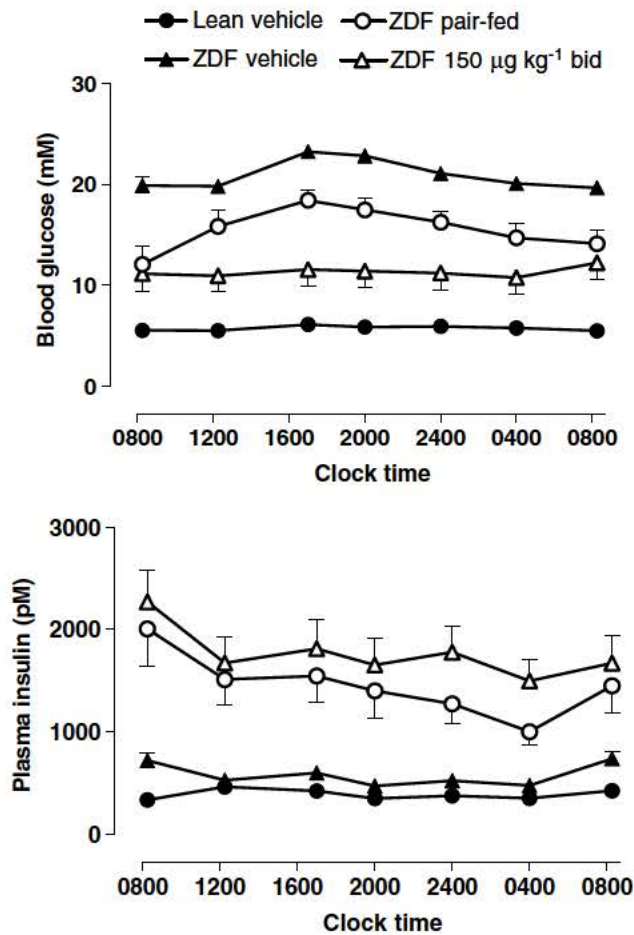 Lean vehicle ZDF pair-fed
ZDF vehicle ZDF 150 µg kg⁻¹ bid
30
20
10
0
Blood glucose (mM)
0800 1200 1600 2000 2400 0400 0800
Clock time
3000
2000
1000
0
Plasma insulin (pM)
0800 1200 1600 2000 2400 0400 0800
Clock time